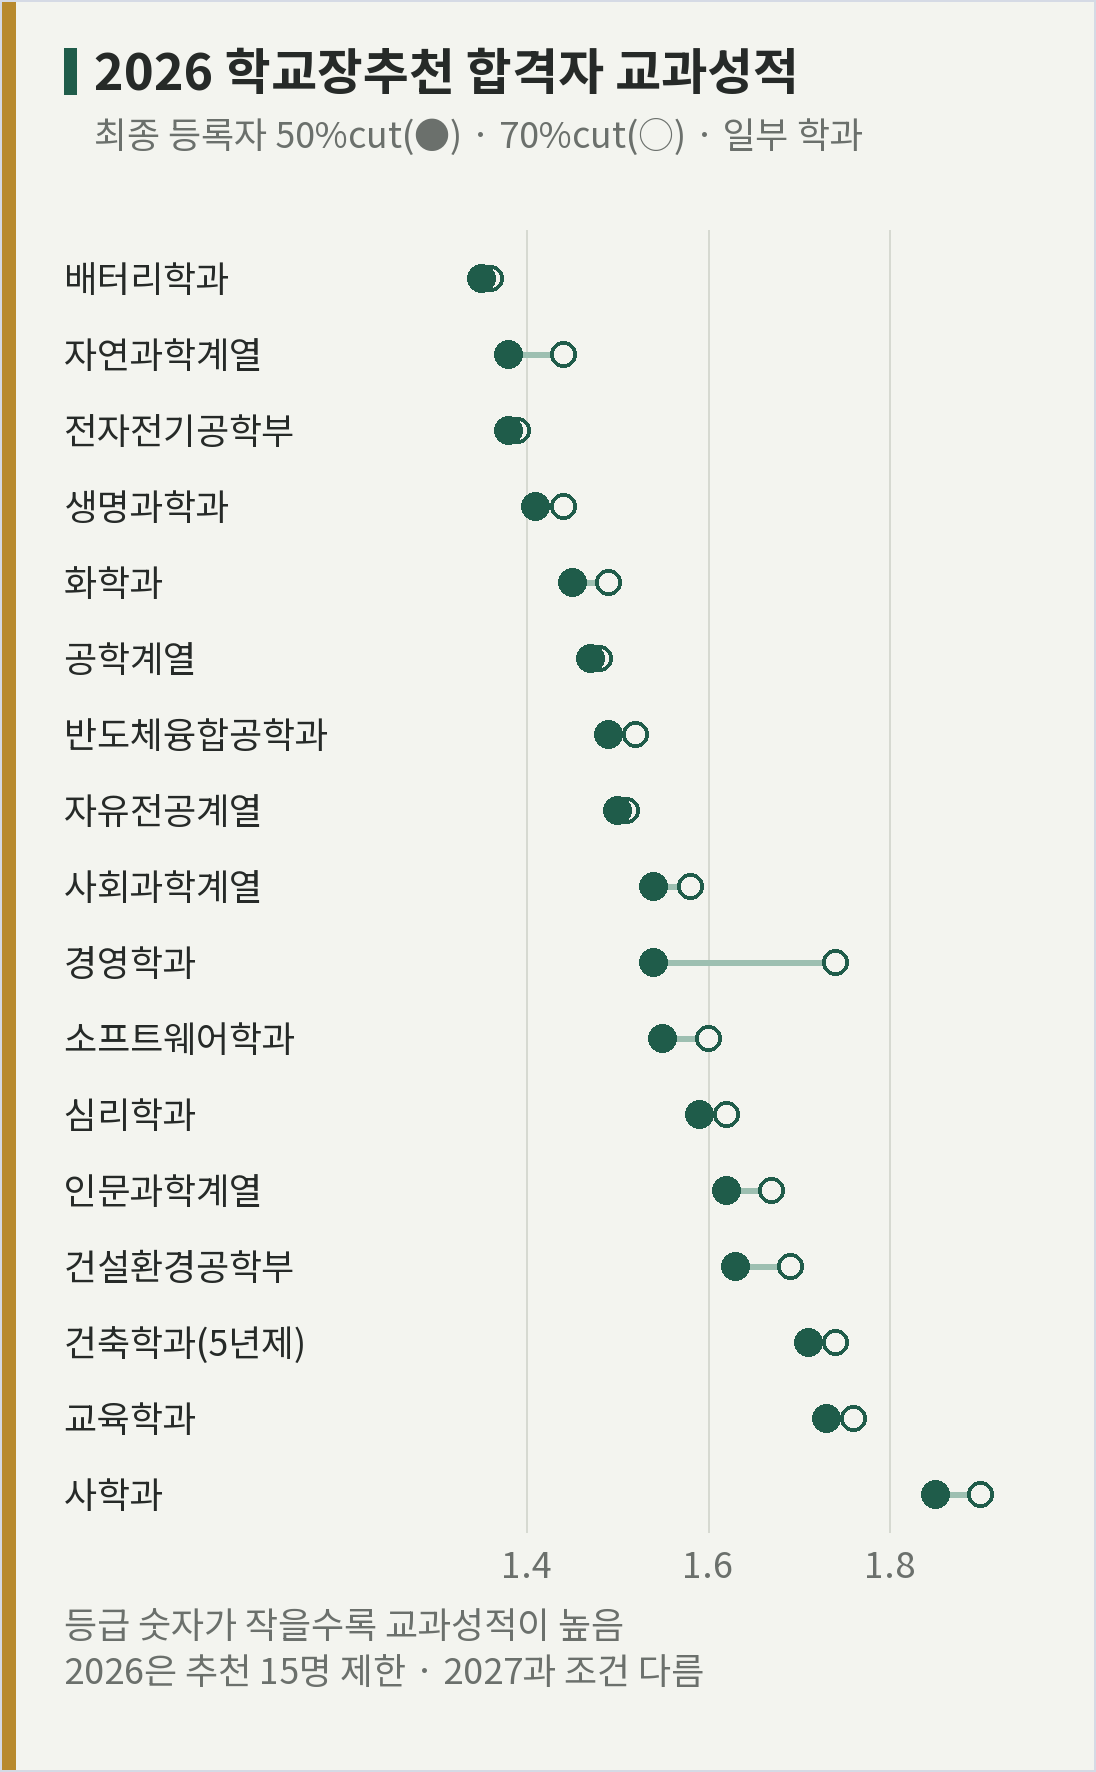 2026 학교장추천 합격자 교과성적
최종 등록자 50%cut(●) · 70%cut(○) · 일부 학과
배터리학과
자연과학계열
전자전기공학부
생명과학과
화학과
공학계열
반도체융합공학과
자유전공계열
사회과학계열
경영학과
소프트웨어학과
심리학과
인문과학계열
건설환경공학부
건축학과(5년제)
교육학과
사학과
1.4 1.6 1.8
등급 숫자가 작을수록 교과성적이 높음
2026은 추천 15명 제한 · 2027과 조건 다름